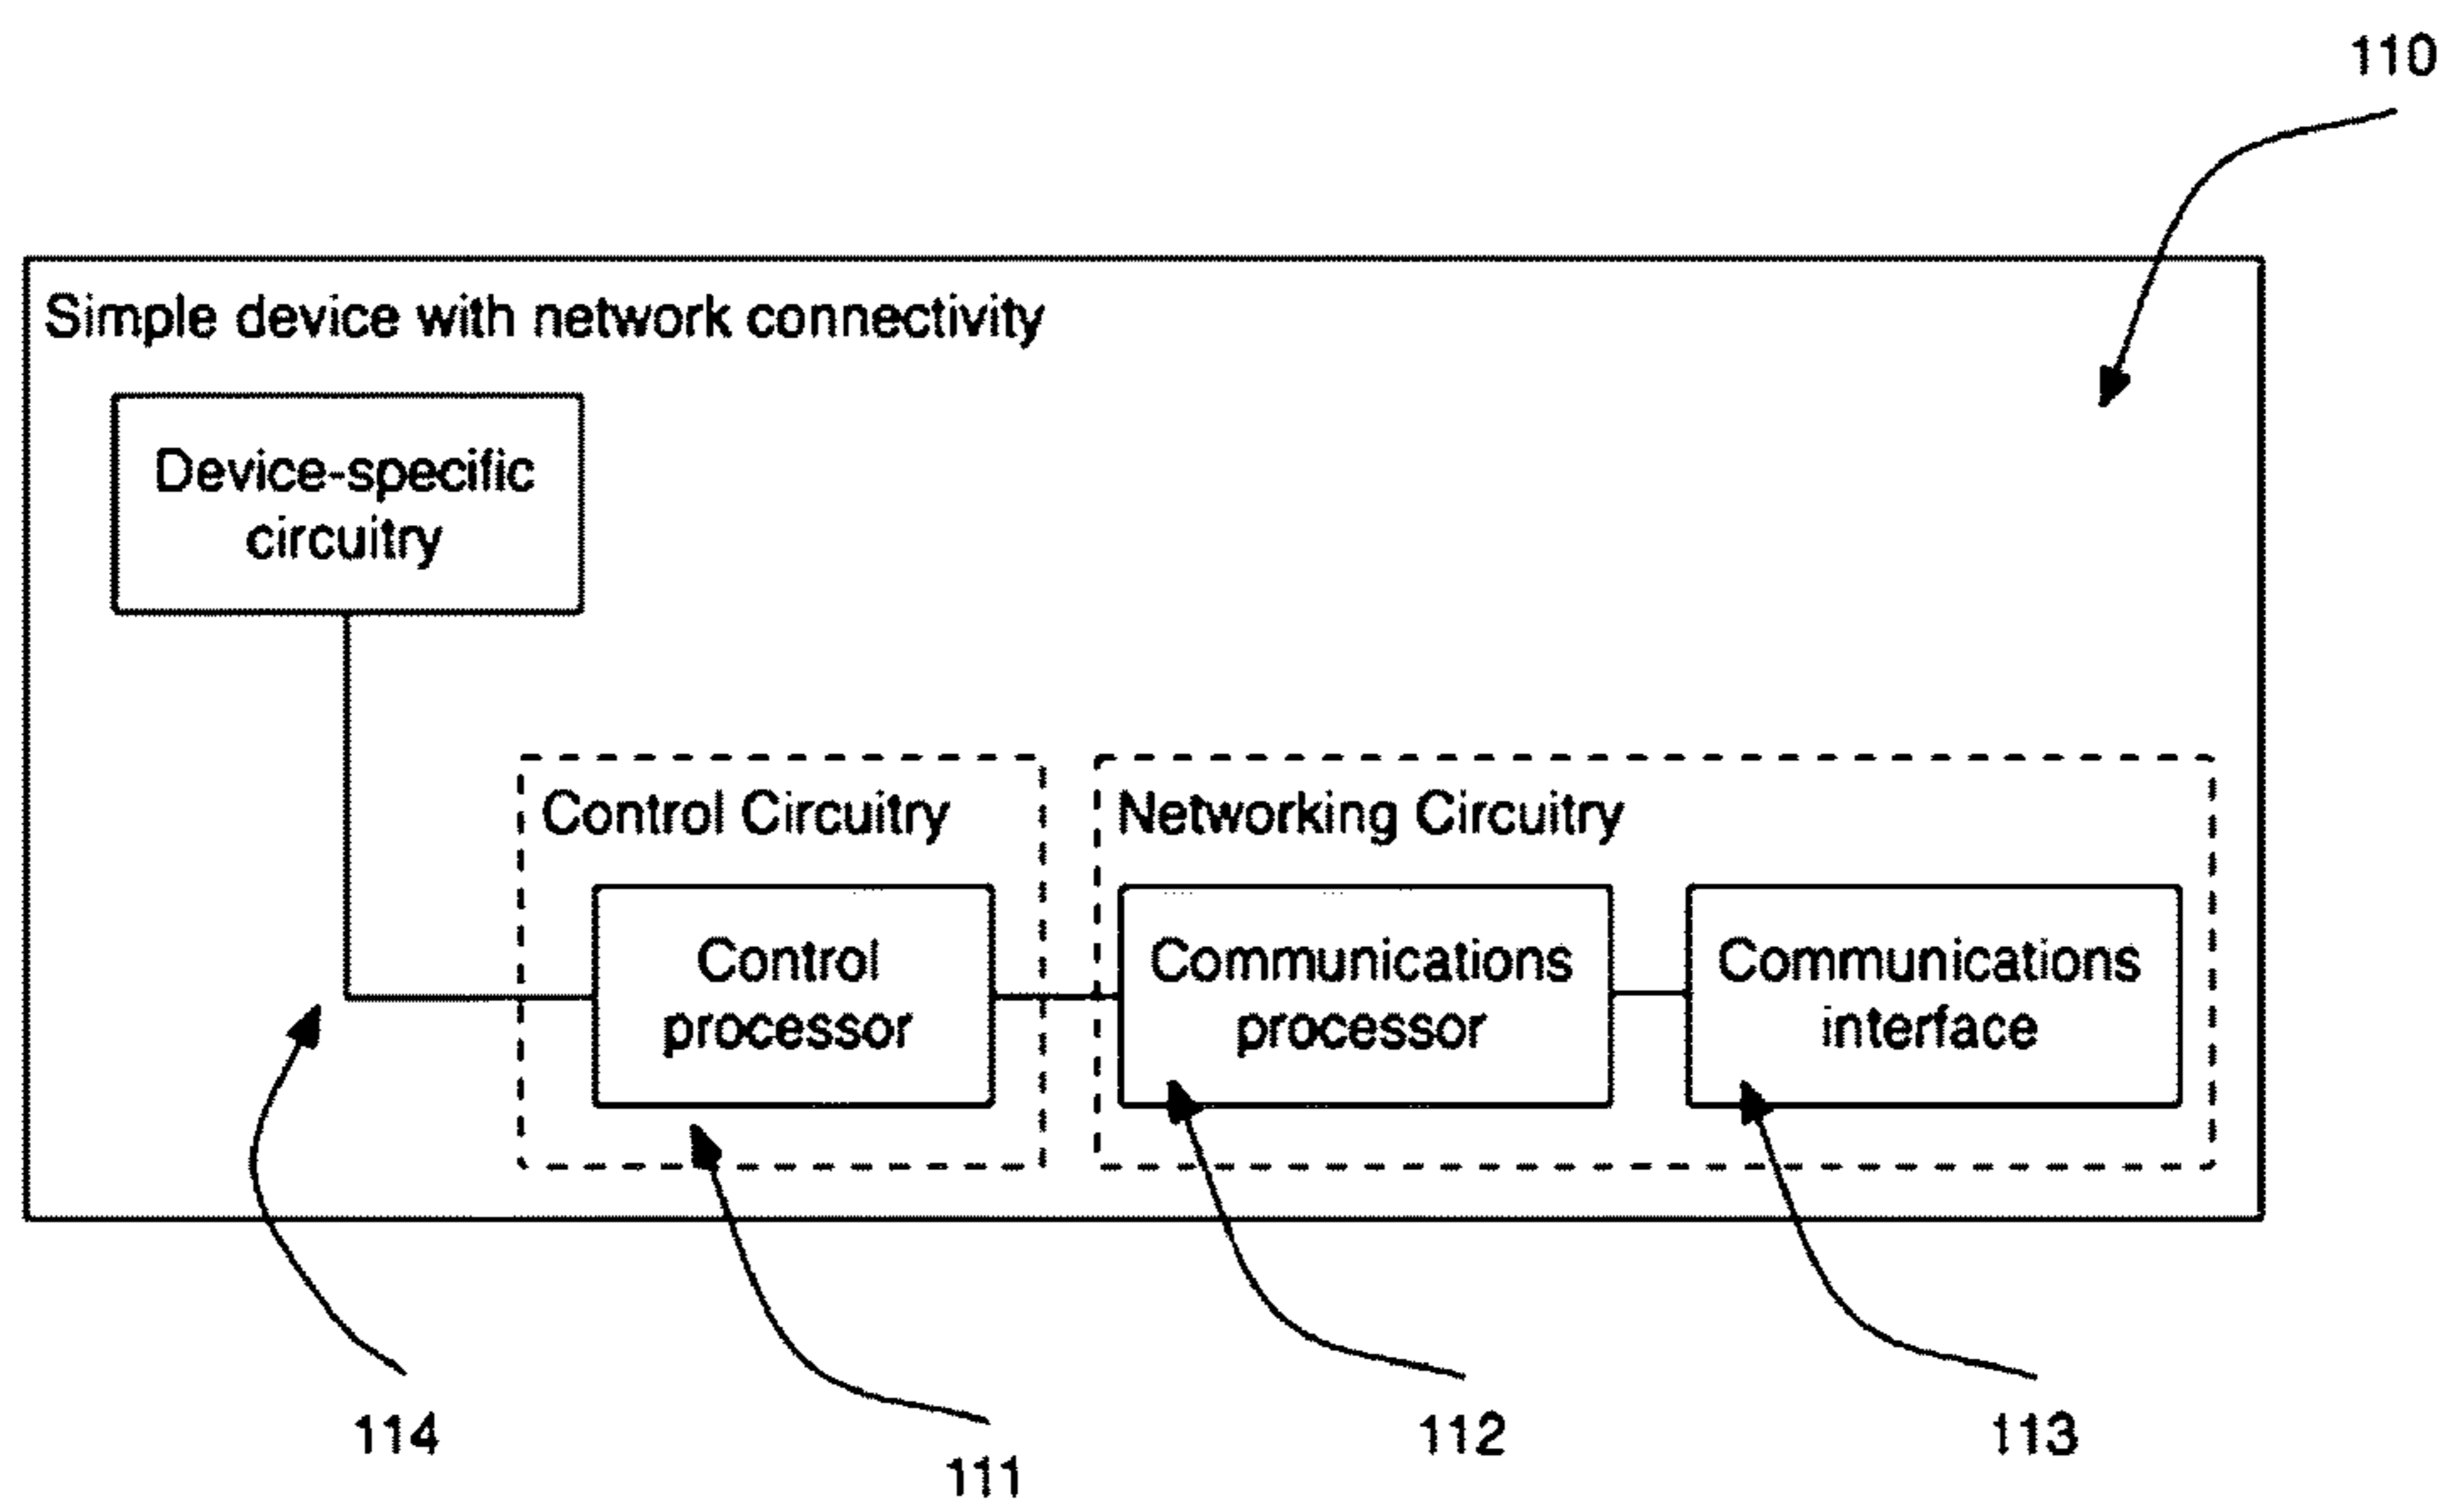 110
Simple device with network connectivity
Device-specific
circuitry
Control Circuitry
Networking Circuitry
Control
processor
Communications
processor
Communications
interface
114
111
112
113